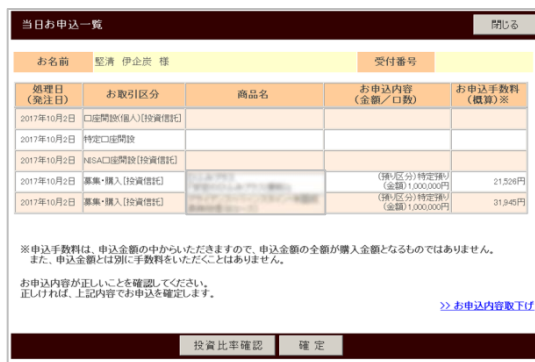 当日お申込一覧
閉じる
お名前 堅清 伊企炭 様 受付番号
処理日(発注日) お取引区分 商品名 お申込内容(金額/口数) お申込手数料(概算)※
2017年10月2日 口座開設(個人)[投資信託]
2017年10月2日 特定口座開設
2017年10月2日 NISA口座開設[投資信託]
2017年10月2日 募集・購入[投資信託] (預り区分)特定預り (金額)1,000,000円 21,526円
2017年10月2日 募集・購入[投資信託] (預り区分)特定預り (金額)1,000,000円 31,945円
※申込手数料は、申込金額の中からいただきますので、申込金額の全額が購入金額となるものではありません。
また、申込金額とは別に手数料をいただくことはありません。
お申込内容が正しいことを確認してください。
正しければ、上記内容でお申込を確定します。
>> お申込内容取下げ
投資比率確認 確 定